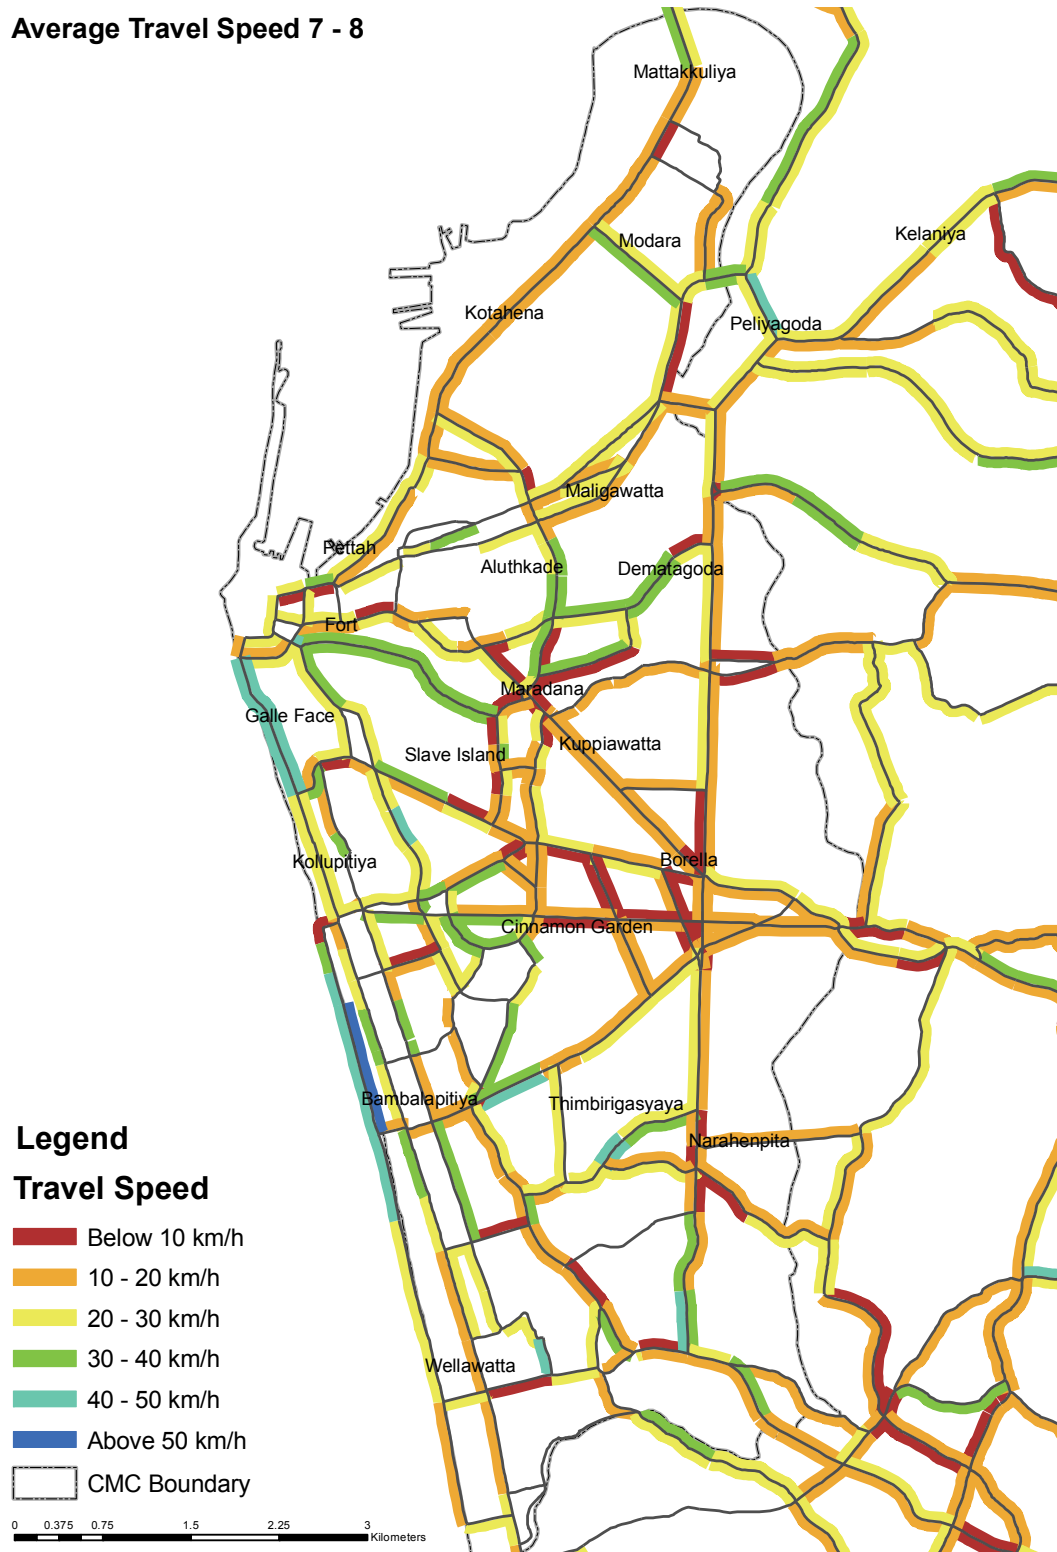 Average Travel Speed 7 - 8
Mattakkuliya
Modara
Kelaniya
Kotahena
Peliyagoda
Maligawatta
Pettah
Aluthkade
Dematagoda
Fort
Maradana
Galle Face
Slave Island
Kuppiawatta
Kollupitiya
Borella
Cinnamon Garden
Bambalapitiya
Thimbirigasyaya
Narahenpita
Wellawatta
Legend
Travel Speed
Below 10 km/h
10 - 20 km/h
20 - 30 km/h
30 - 40 km/h
40 - 50 km/h
Above 50 km/h
CMC Boundary
0 0.375 0.75 1.5 2.25 3
Kilometers